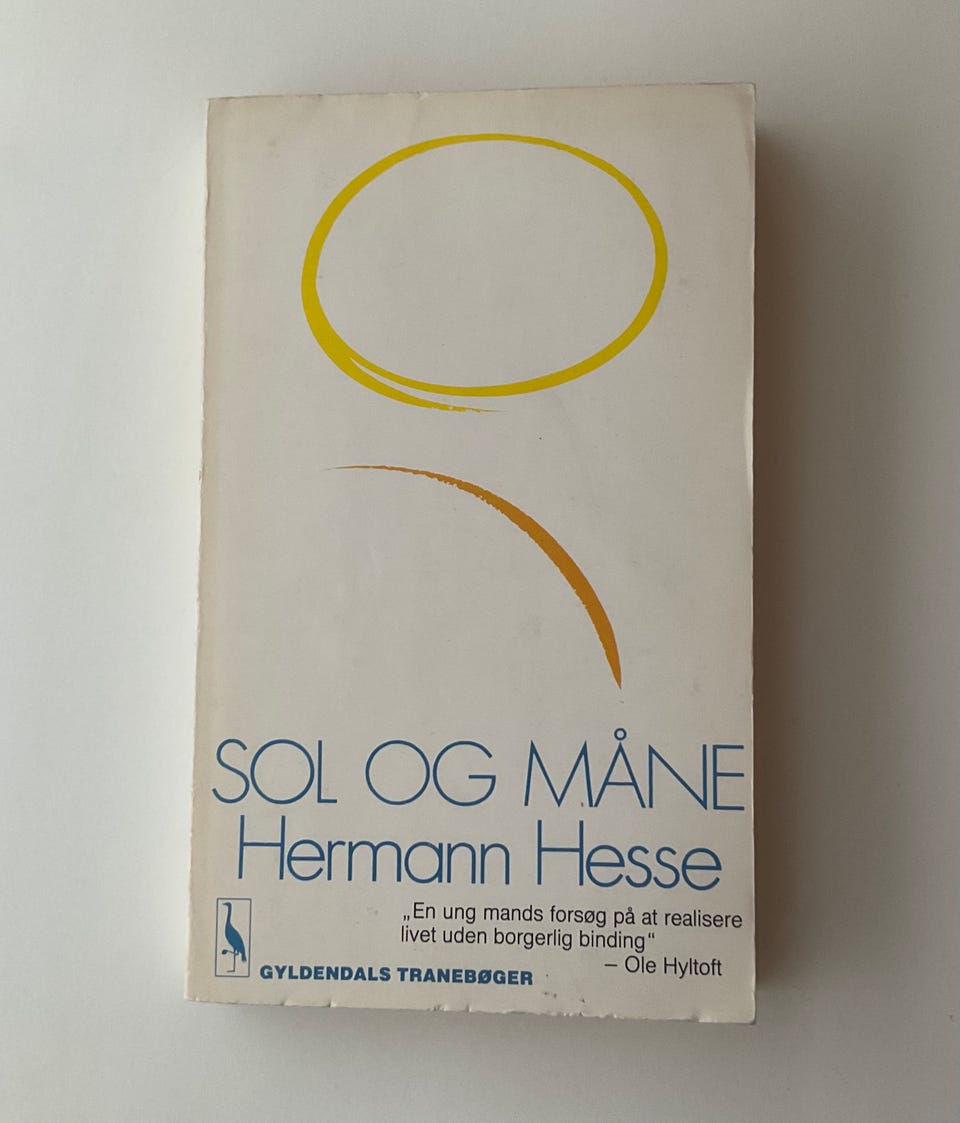 SOL OG MÅNE
Hermann Hesse
„En ung mands forsøg på at realisere
livet uden borgerlig binding“
– Ole Hyltoft
GYLDENDALS TRANEBØGER